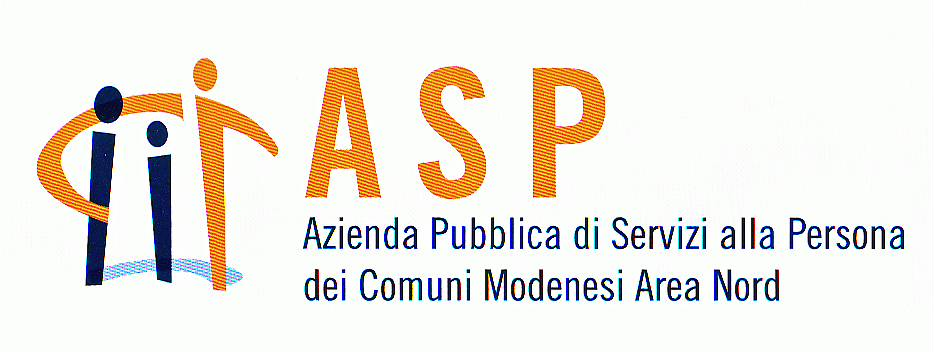 ASP
Azienda Pubblica di Servizi alla Persona
dei Comuni Modenesi Area Nord